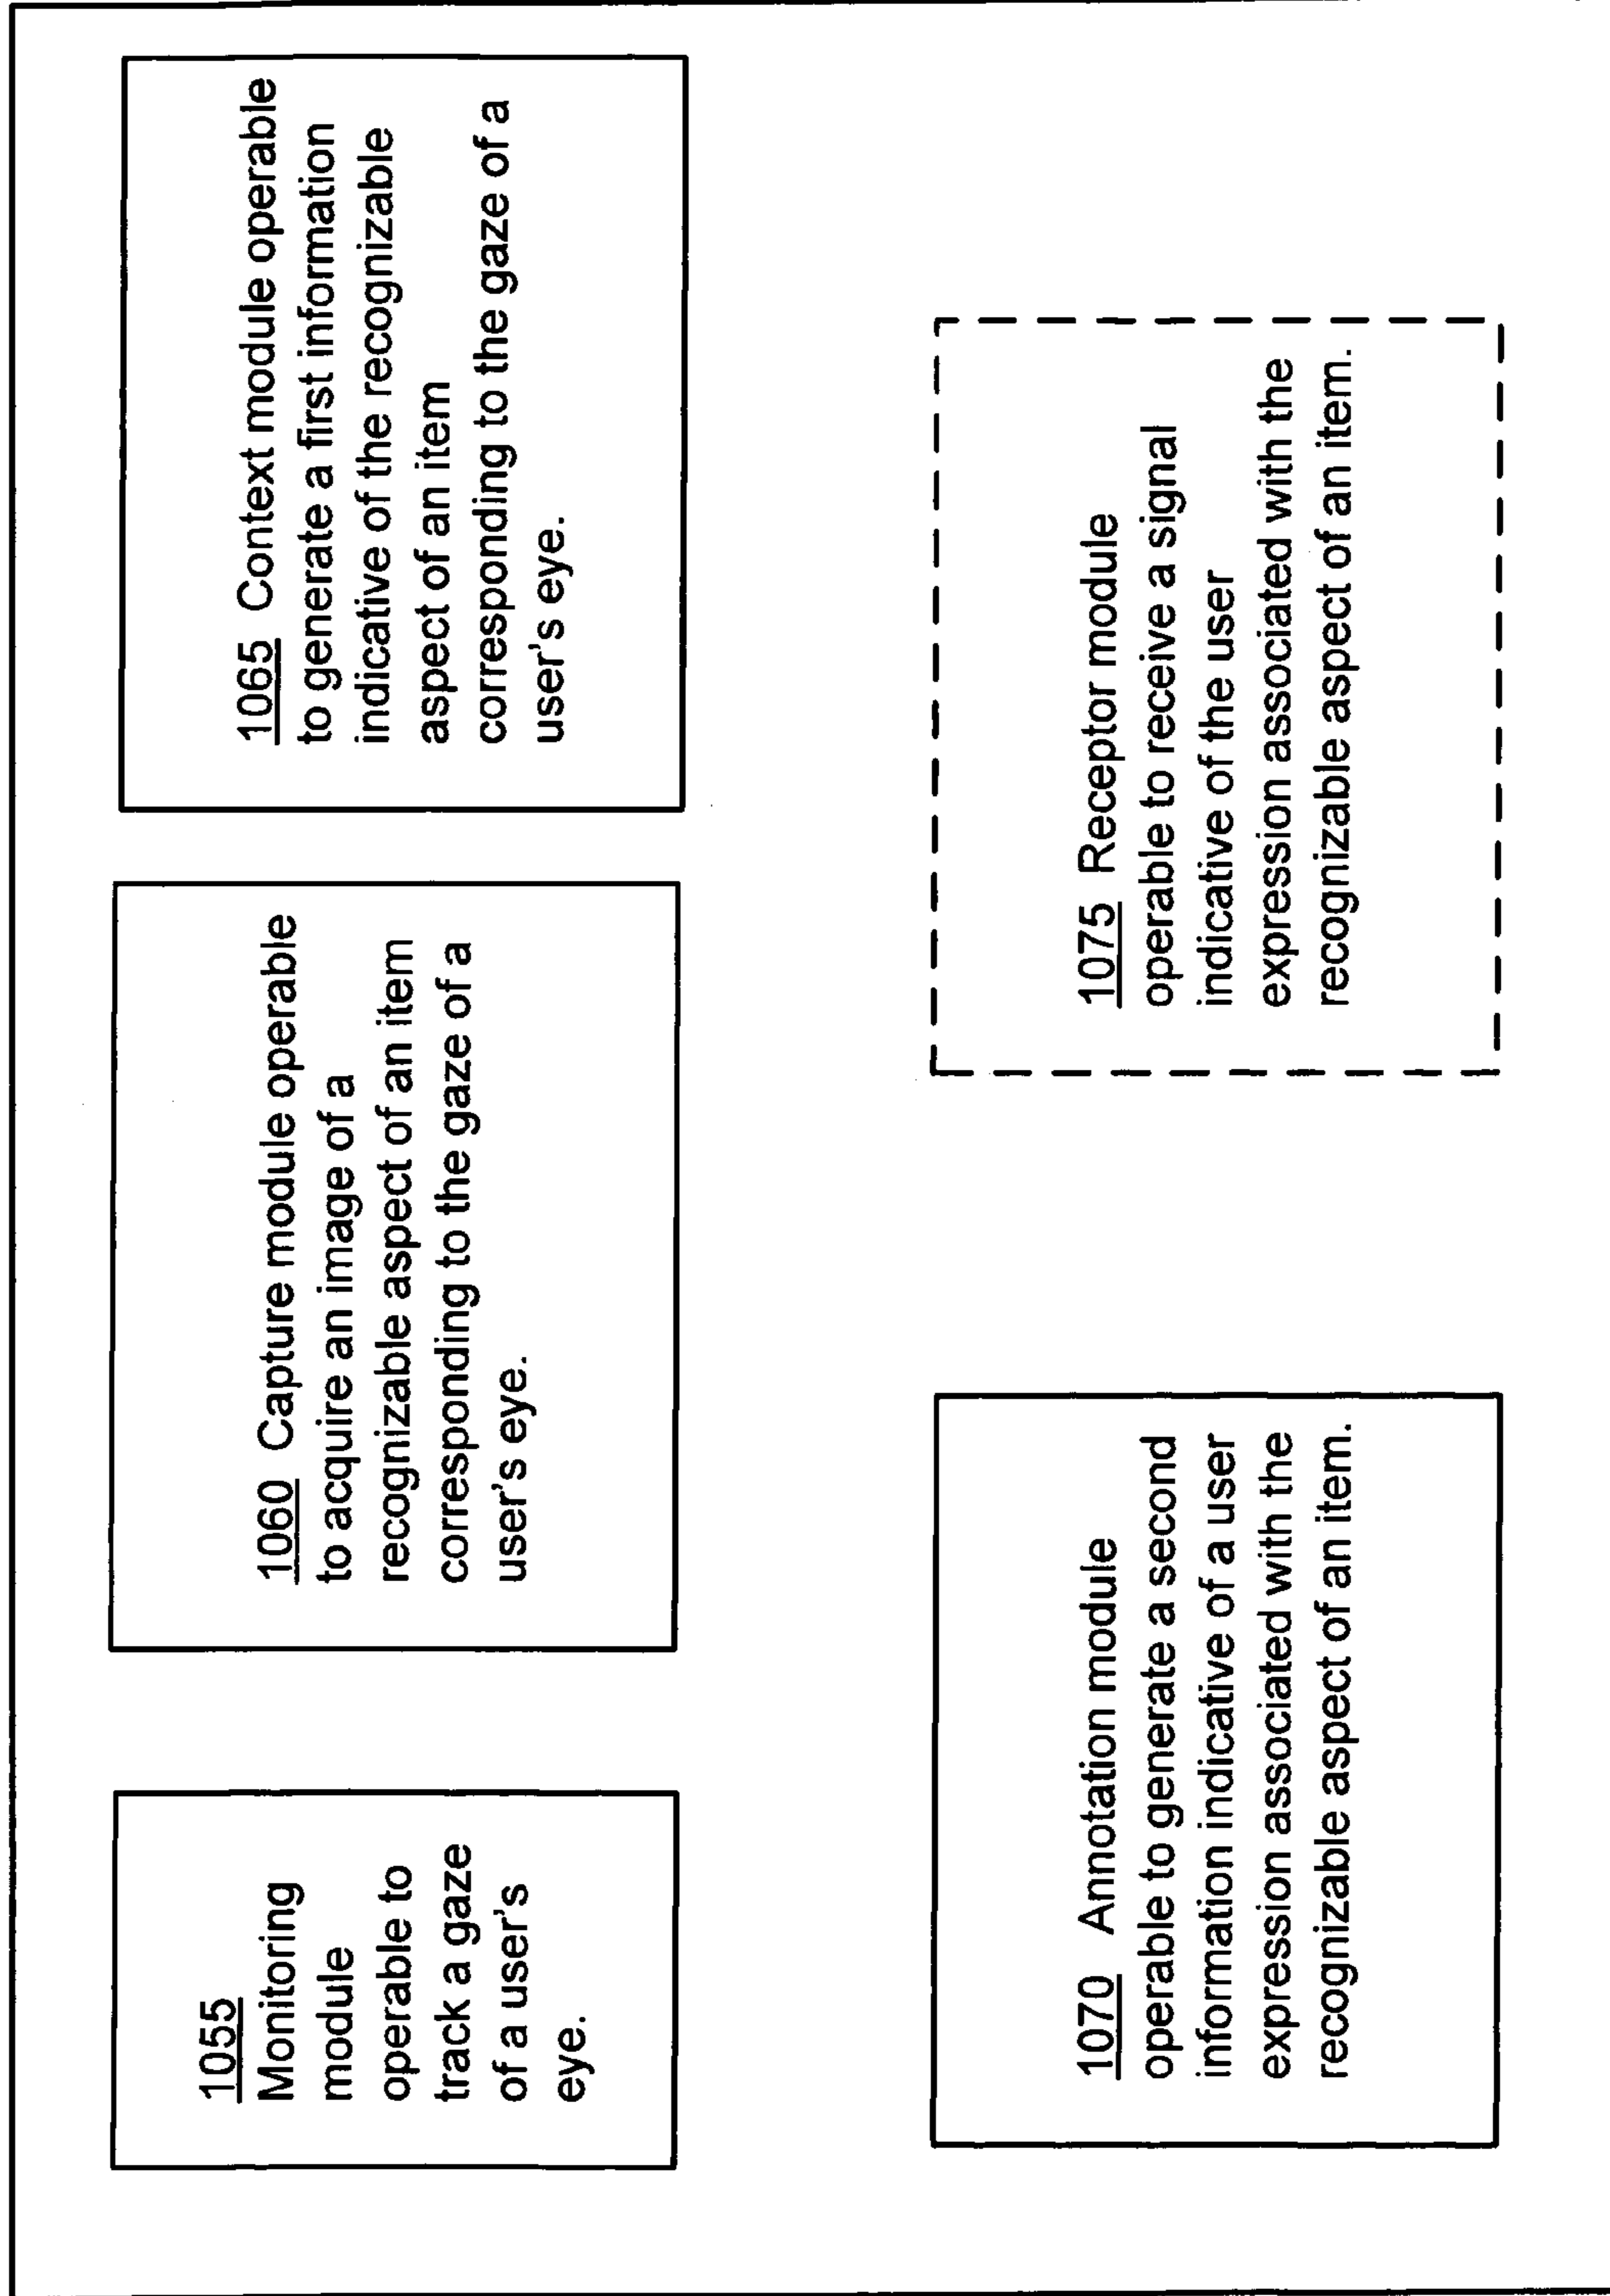 1055
Monitoring
module
operable to
track a gaze
of a user's
eye.
1060 Capture module operable
to acquire an image of a
recognizable aspect of an item
corresponding to the gaze of a
user's eye.
1065 Context module operable
to generate a first information
indicative of the recognizable
aspect of an item
corresponding to the gaze of a
user's eye.
1070 Annotation module
operable to generate a second
information indicative of a user
expression associated with the
recognizable aspect of an item.
1075 Receptor module
operable to receive a signal
indicative of the user
expression associated with the
recognizable aspect of an item.